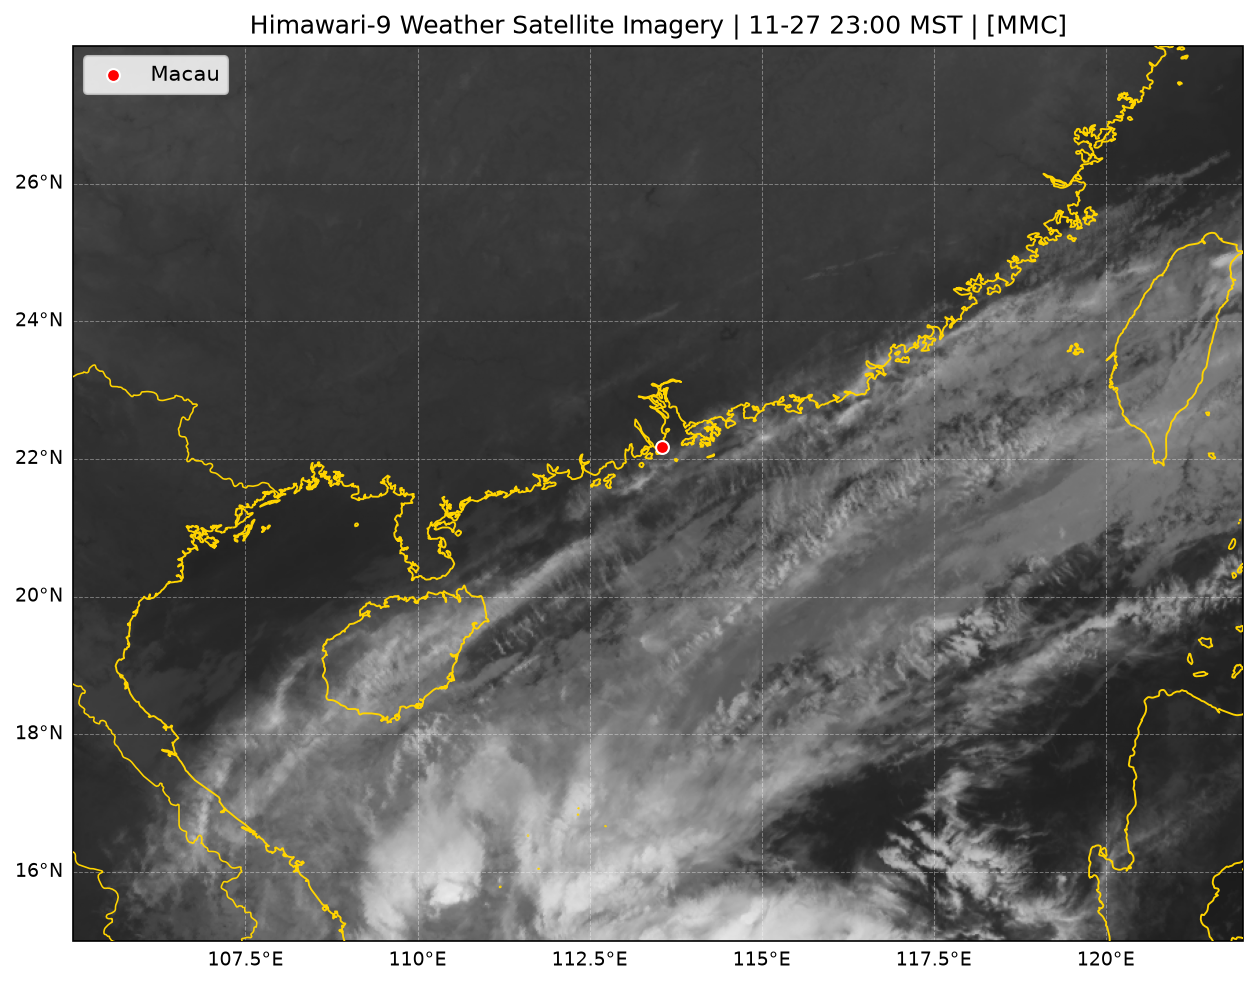 Himawari-9 Weather Satellite Imagery | 11-27 23:00 MST | [MMC]
Macau
26°N
24°N
22°N
20°N
18°N
16°N
107.5°E 110°E 112.5°E 115°E 117.5°E 120°E